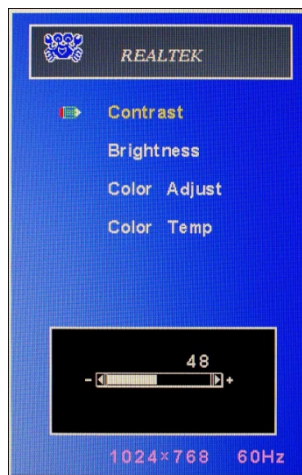 REALTEK
Contrast
Brightness
Color Adjust
Color Temp
48
- +
1024×768 60Hz